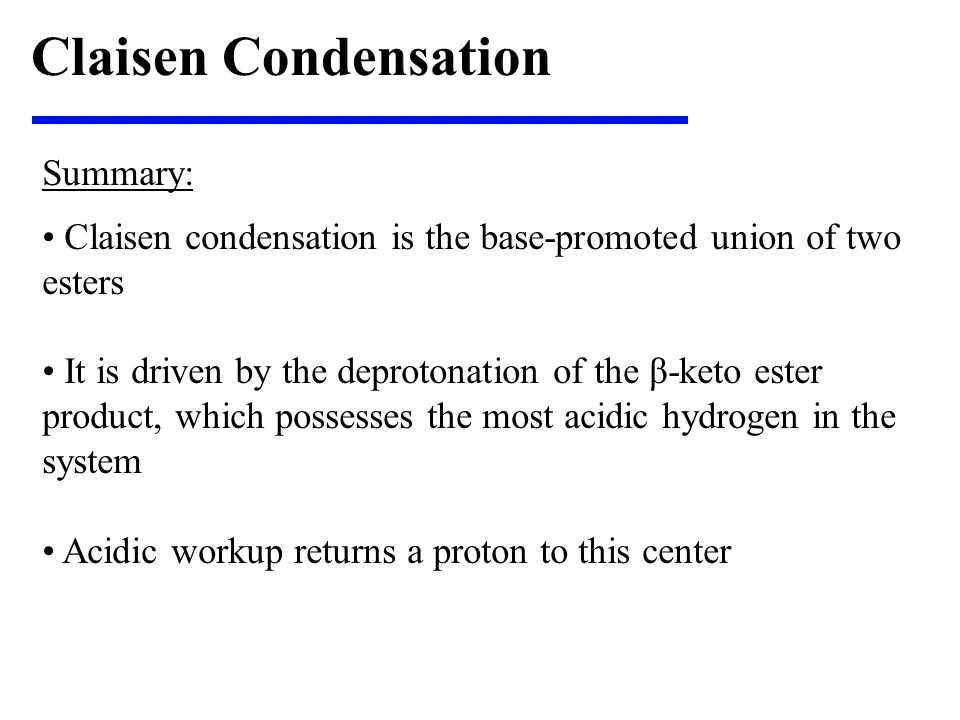 Claisen Condensation
Summary:
• Claisen condensation is the base-promoted union of two
esters
• It is driven by the deprotonation of the β-keto ester
product, which possesses the most acidic hydrogen in the
system
• Acidic workup returns a proton to this center